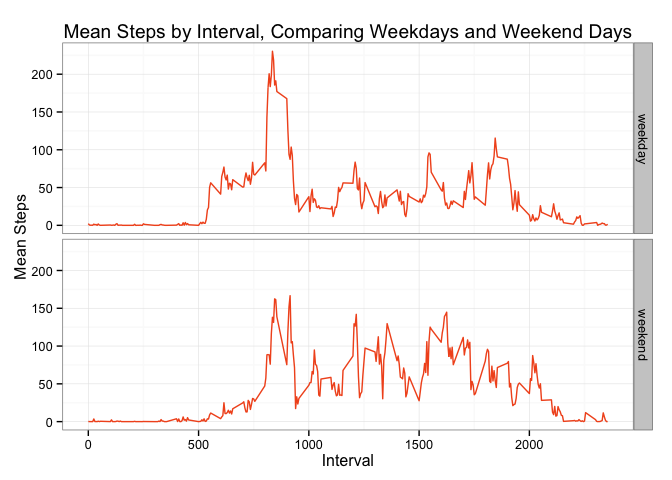 Mean Steps by Interval, Comparing Weekdays and Weekend Days
200
150
100
50
0
weekday
Mean Steps
200
150
100
50
0
weekend
0 500 1000 1500 2000
Interval